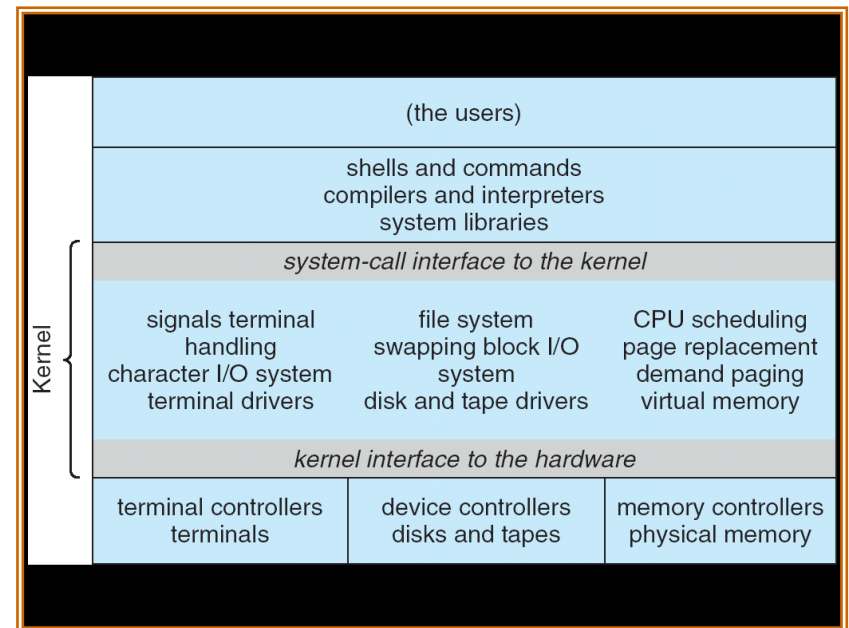 (the users)
shells and commands
compilers and interpreters
system libraries
Kernel
system-call interface to the kernel
signals terminal
handling
character I/O system
terminal drivers
file system
swapping block I/O
system
disk and tape drivers
CPU scheduling
page replacement
demand paging
virtual memory
kernel interface to the hardware
terminal controllers
terminals
device controllers
disks and tapes
memory controllers
physical memory